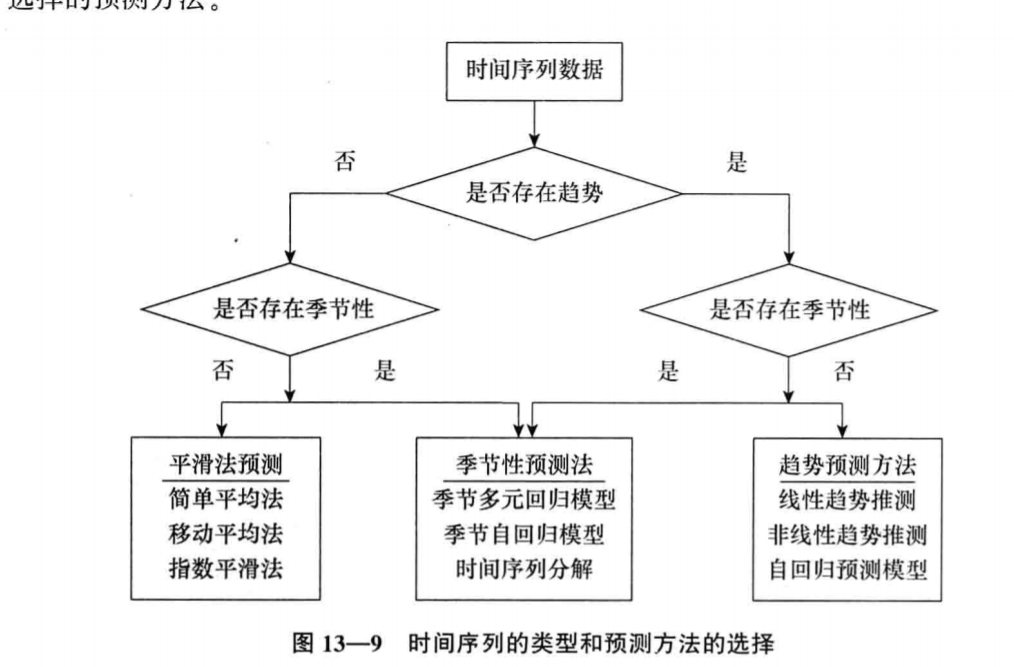 选择的预测方法。
时间序列数据
否
是
是否存在趋势
是否存在季节性
是否存在季节性
否
是
是
否
平滑法预测
简单平均法
移动平均法
指数平滑法
季节性预测法
季节多元回归模型
季节自回归模型
时间序列分解
趋势预测方法
线性趋势推测
非线性趋势推测
自回归预测模型
图 13—9 时间序列的类型和预测方法的选择